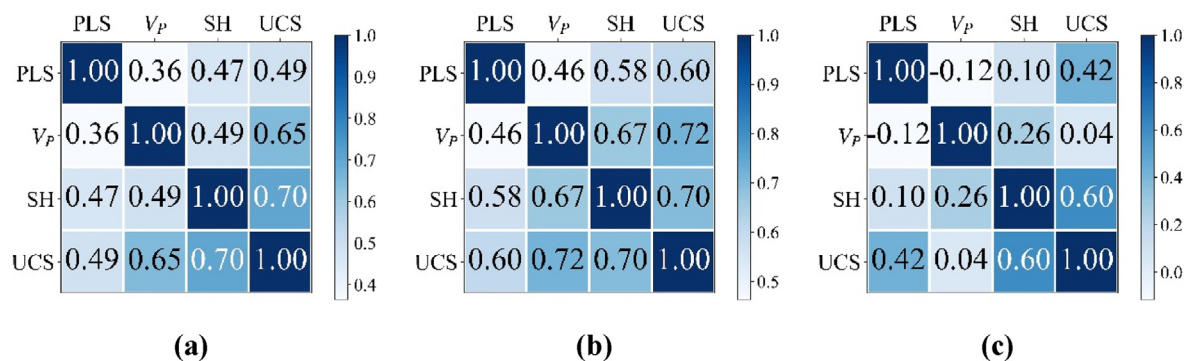 PLS V_P SH UCS
PLS 1.00 0.36 0.47 0.49
V_P 0.36 1.00 0.49 0.65
SH 0.47 0.49 1.00 0.70
UCS 0.49 0.65 0.70 1.00
1.0
0.9
0.8
0.7
0.6
0.5
0.4
(a)
PLS V_P SH UCS
1.00 0.46 0.58 0.60
0.46 1.00 0.67 0.72
0.58 0.67 1.00 0.70
0.60 0.72 0.70 1.00
PLS
V_P
SH
UCS
1.0
0.9
0.8
0.7
0.6
0.5
(b)
PLS V_P SH UCS
PLS 1.00 -0.12 0.10 0.42
V_P -0.12 1.00 0.26 0.04
SH 0.10 0.26 1.00 0.60
UCS 0.42 0.04 0.60 1.00
1.0
0.8
0.6
0.4
0.2
0.0
(c)